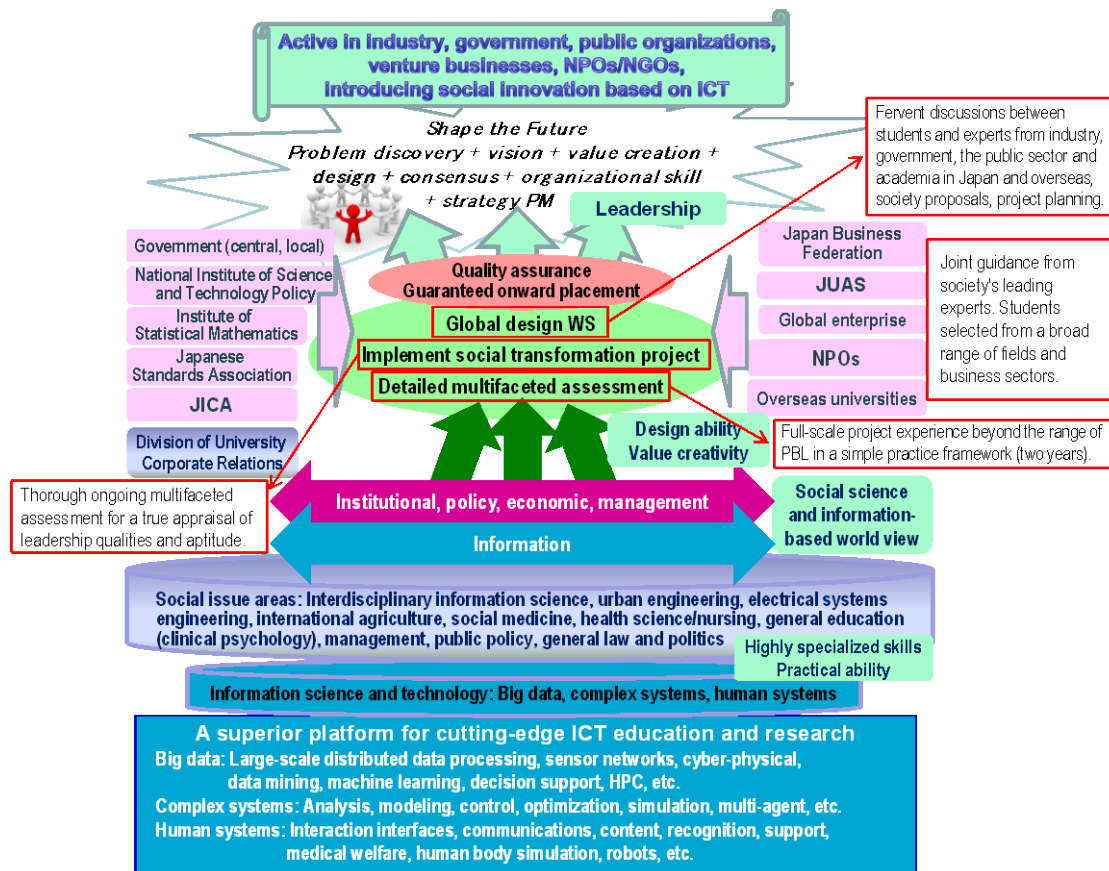 Active in industry, government, public organizations,
venture businesses, NPOs/NGOs,
introducing social innovation based on ICT
Shape the Future
Problem discovery + vision + value creation +
design + consensus + organizational skill
+ strategy PM
Leadership
Fervent discussions between
students and experts from industry,
government, the public sector and
academia in Japan and overseas,
society proposals, project planning.
Government (central, local)
National Institute of Science
and Technology Policy
Institute of
Statistical Mathematics
Japanese
Standards Association
JICA
Division of University
Corporate Relations
Quality assurance
Guaranteed onward placement
Global design WS
Implement social transformation project
Detailed multifaceted assessment
Japan Business
Federation
JUAS
Global enterprise
NPOs
Overseas universities
Joint guidance from
society's leading
experts. Students
selected from a broad
range of fields and
business sectors.
Design ability
Value creativity
Full-scale project experience beyond the range of
PBL in a simple practice framework (two years).
Thorough ongoing multifaceted
assessment for a true appraisal of
leadership qualities and aptitude.
Institutional, policy, economic, management
Information
Social science
and information-
based world view
Social issue areas: Interdisciplinary information science, urban engineering, electrical systems
engineering, international agriculture, social medicine, health science/nursing, general education
(clinical psychology), management, public policy, general law and politics
Highly specialized skills
Practical ability
Information science and technology: Big data, complex systems, human systems
A superior platform for cutting-edge ICT education and research
Big data: Large-scale distributed data processing, sensor networks, cyber-physical,
data mining, machine learning, decision support, HPC, etc.
Complex systems: Analysis, modeling, control, optimization, simulation, multi-agent, etc.
Human systems: Interaction interfaces, communications, content, recognition, support,
medical welfare, human body simulation, robots, etc.